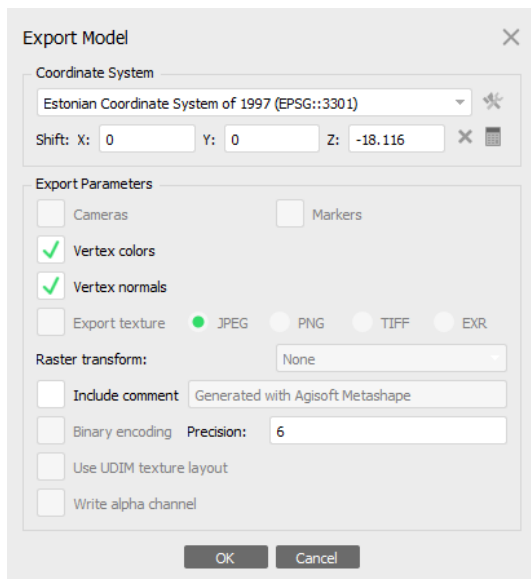 Export Model
Coordinate System
Estonian Coordinate System of 1997 (EPSG::3301)
Shift: X: 0 Y: 0 Z: -18.116
Export Parameters
Cameras Markers
Vertex colors
Vertex normals
Export texture JPEG PNG TIFF EXR
Raster transform: None
Include comment Generated with Agisoft Metashape
Binary encoding Precision: 6
Use UDIM texture layout
Write alpha channel
OK Cancel